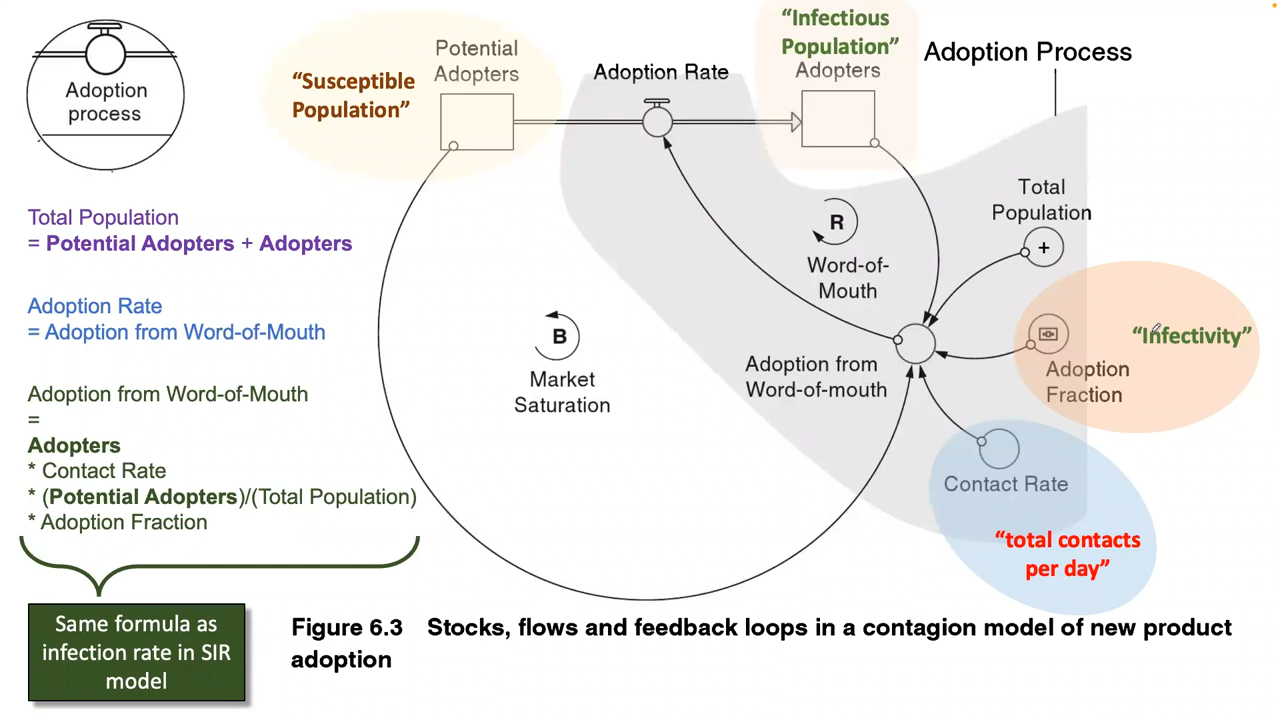 Adoption
process
"Susceptible
Population"
Potential
Adopters
Adoption Rate
"Infectious
Population"
Adopters
Adoption Process
Total Population
= Potential Adopters + Adopters
Adoption Rate
= Adoption from Word-of-Mouth
Adoption from Word-of-Mouth
=
Adopters
* Contact Rate
* (Potential Adopters)/(Total Population)
* Adoption Fraction
Same formula as
infection rate in SIR
model
B
Market
Saturation
R
Word-of-
Mouth
Adoption from
Word-of-mouth
Total
Population
+
"Infectivity"
Adoption
Fraction
Contact Rate
"total contacts
per day"
Figure 6.3 Stocks, flows and feedback loops in a contagion model of new product
adoption